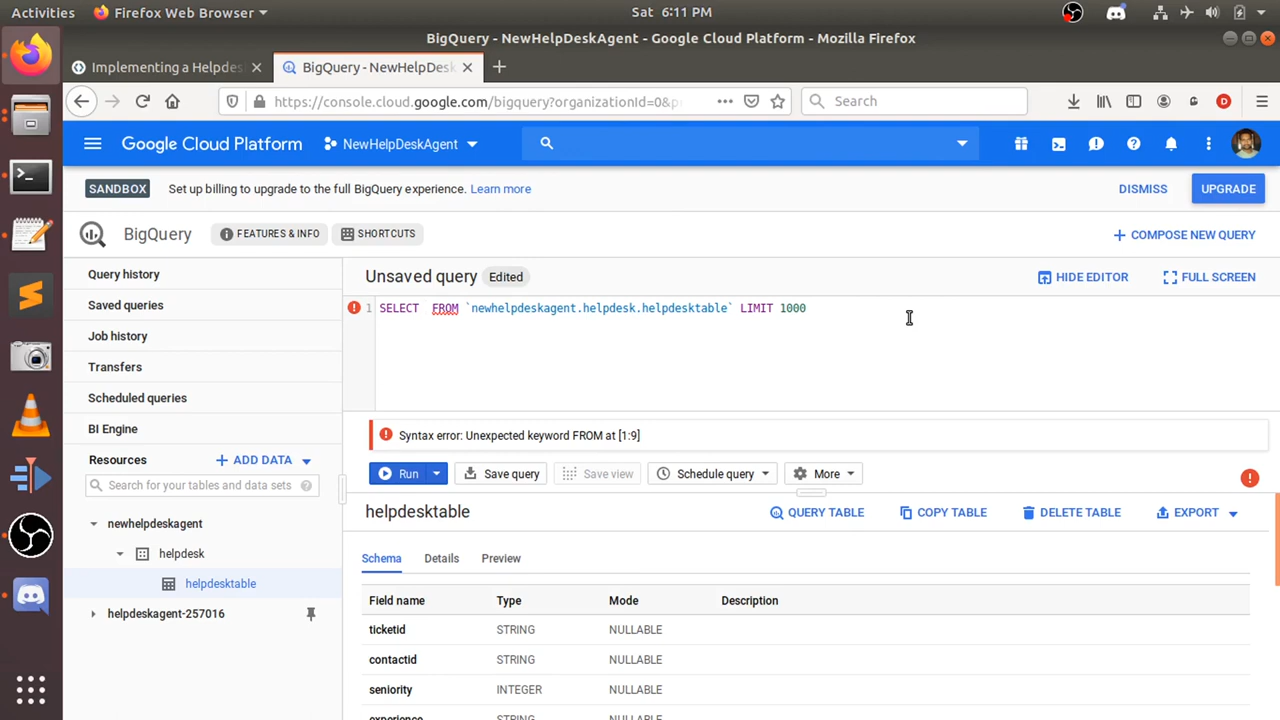 Activities Firefox Web Browser Sat 6:11 PM
BigQuery - NewHelpDeskAgent - Google Cloud Platform - Mozilla Firefox
Implementing a Helpdes BigQuery - NewHelpDesk
https://console.cloud.google.com/bigquery?organizationId=0&p Search
Google Cloud Platform NewHelpDeskAgent
SANDBOX Set up billing to upgrade to the full BigQuery experience. Learn more DISMISS UPGRADE
BigQuery FEATURES & INFO SHORTCUTS + COMPOSE NEW QUERY
Query history
Saved queries
Job history
Transfers
Scheduled queries
BI Engine
Resources + ADD DATA
Search for your tables and data sets
newhelpdeskagent
helpdesk
helpdesktable
helpdeskagent-257016
Unsaved query Edited HIDE EDITOR FULL SCREEN
1 SELECT FROM `newhelpdeskagent.helpdesk.helpdesktable` LIMIT 1000
Syntax error: Unexpected keyword FROM at [1:9]
Run Save query Save view Schedule query More
helpdesktable QUERY TABLE COPY TABLE DELETE TABLE EXPORT
Schema Details Preview
Field name Type Mode Description
ticketid STRING NULLABLE
contactid STRING NULLABLE
seniority INTEGER NULLABLE
experience STRING NULLABLE